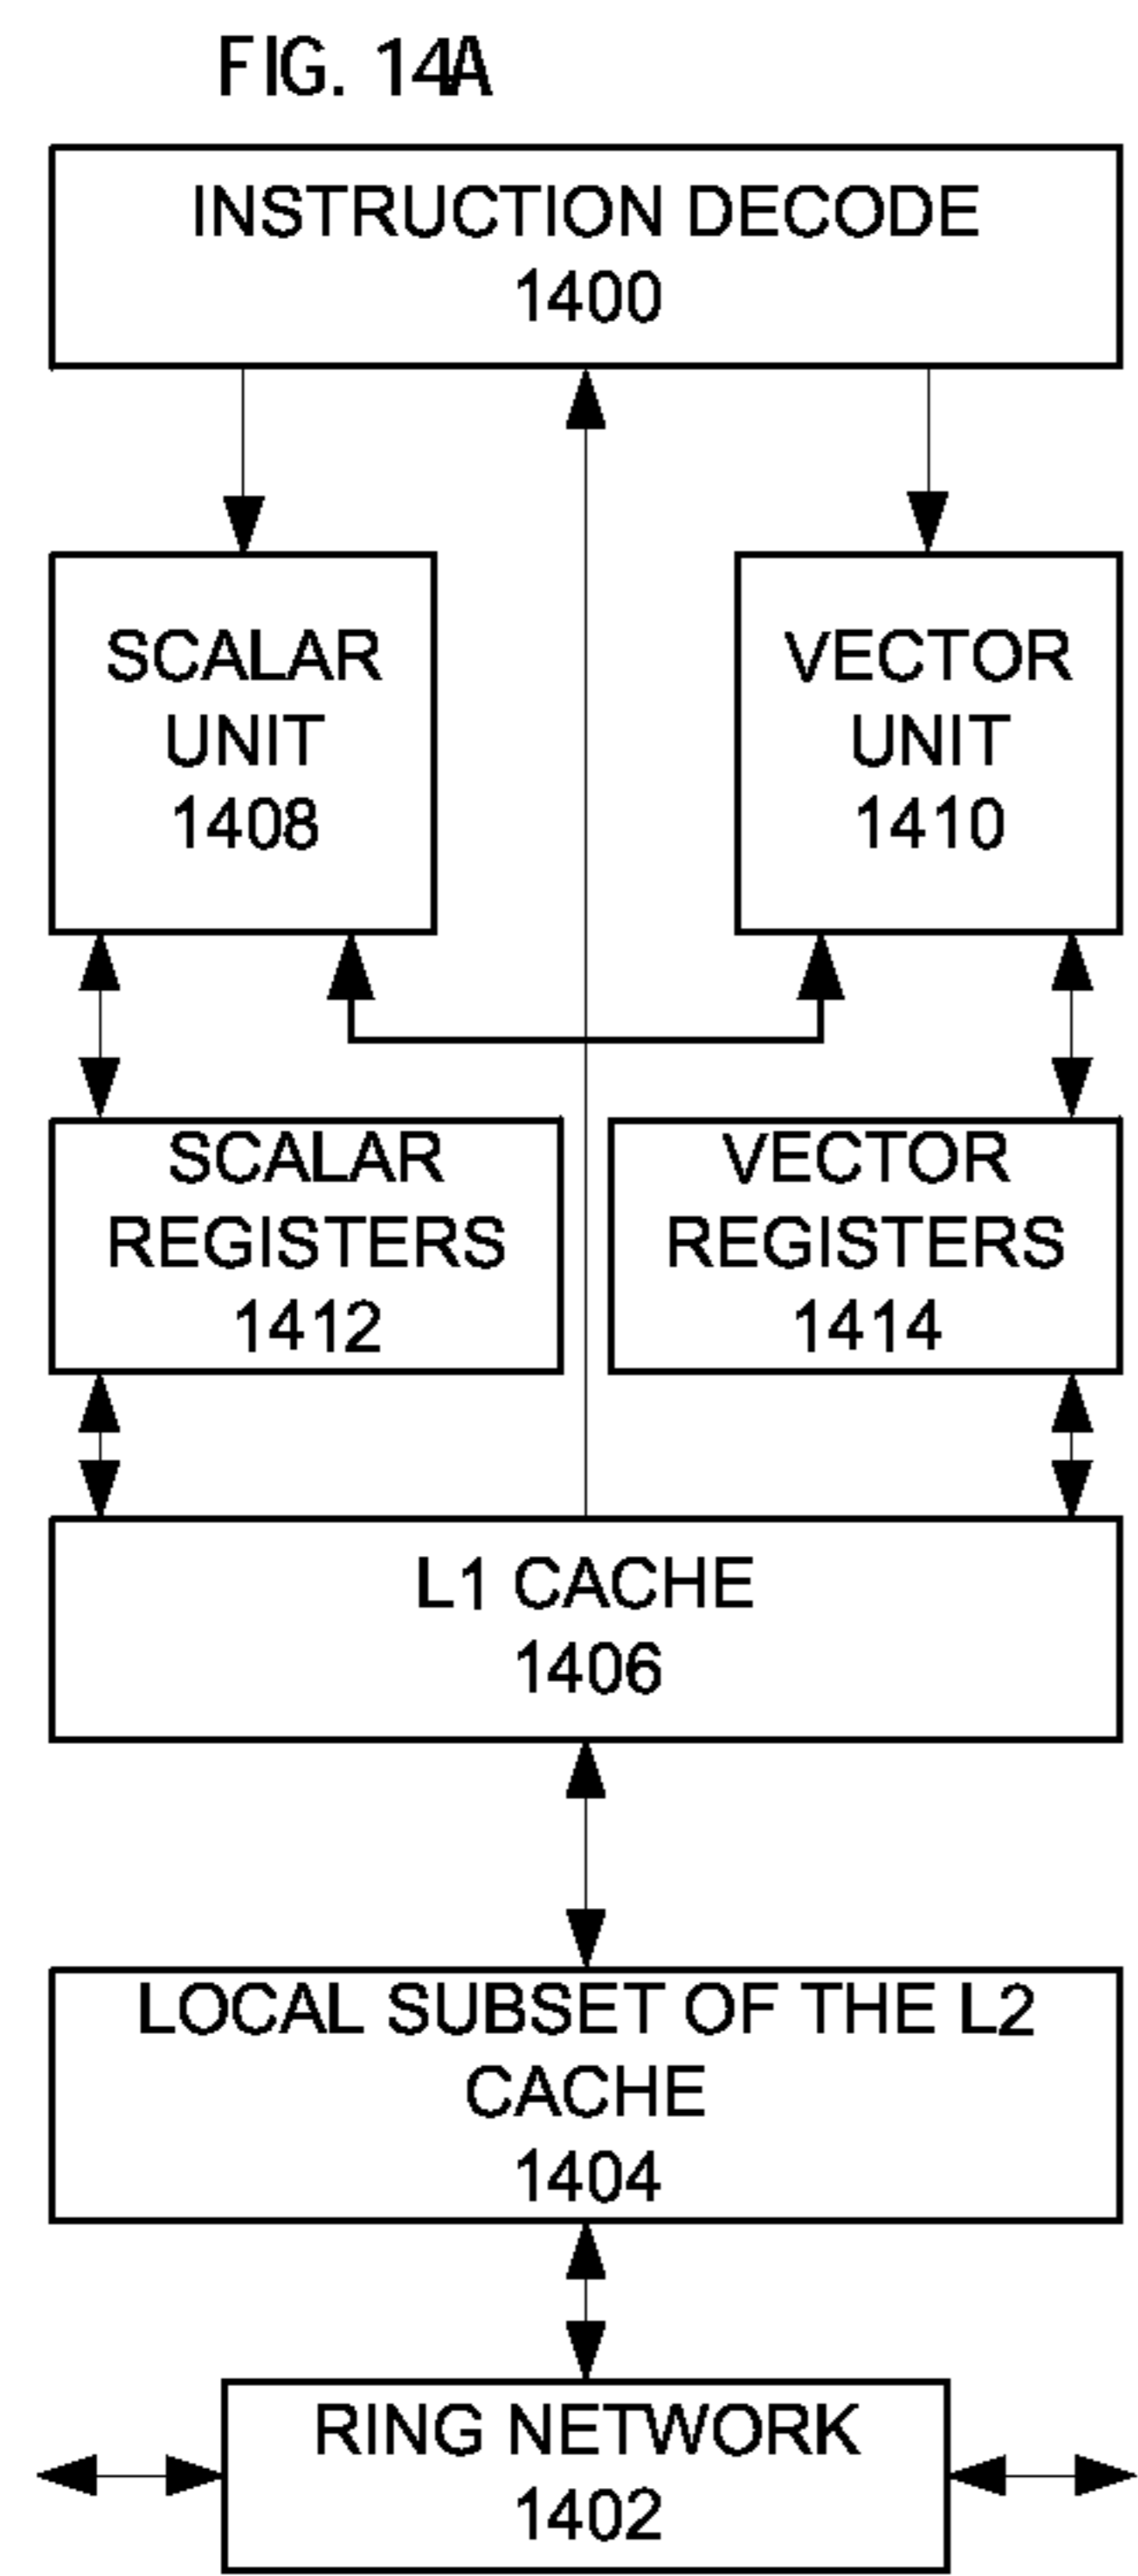 FIG. 14A
INSTRUCTION DECODE
1400
SCALAR
UNIT
1408
VECTOR
UNIT
1410
SCALAR
REGISTERS
1412
VECTOR
REGISTERS
1414
L1 CACHE
1406
LOCAL SUBSET OF THE L2
CACHE
1404
RING NETWORK
1402